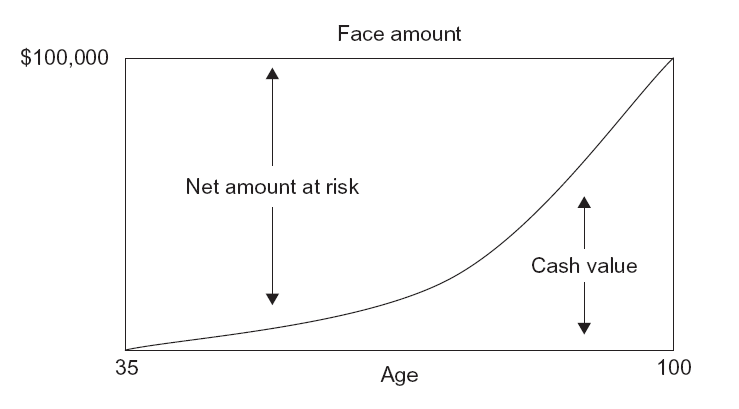 Face amount
$100,000
Net amount at risk
Cash value
35
100
Age